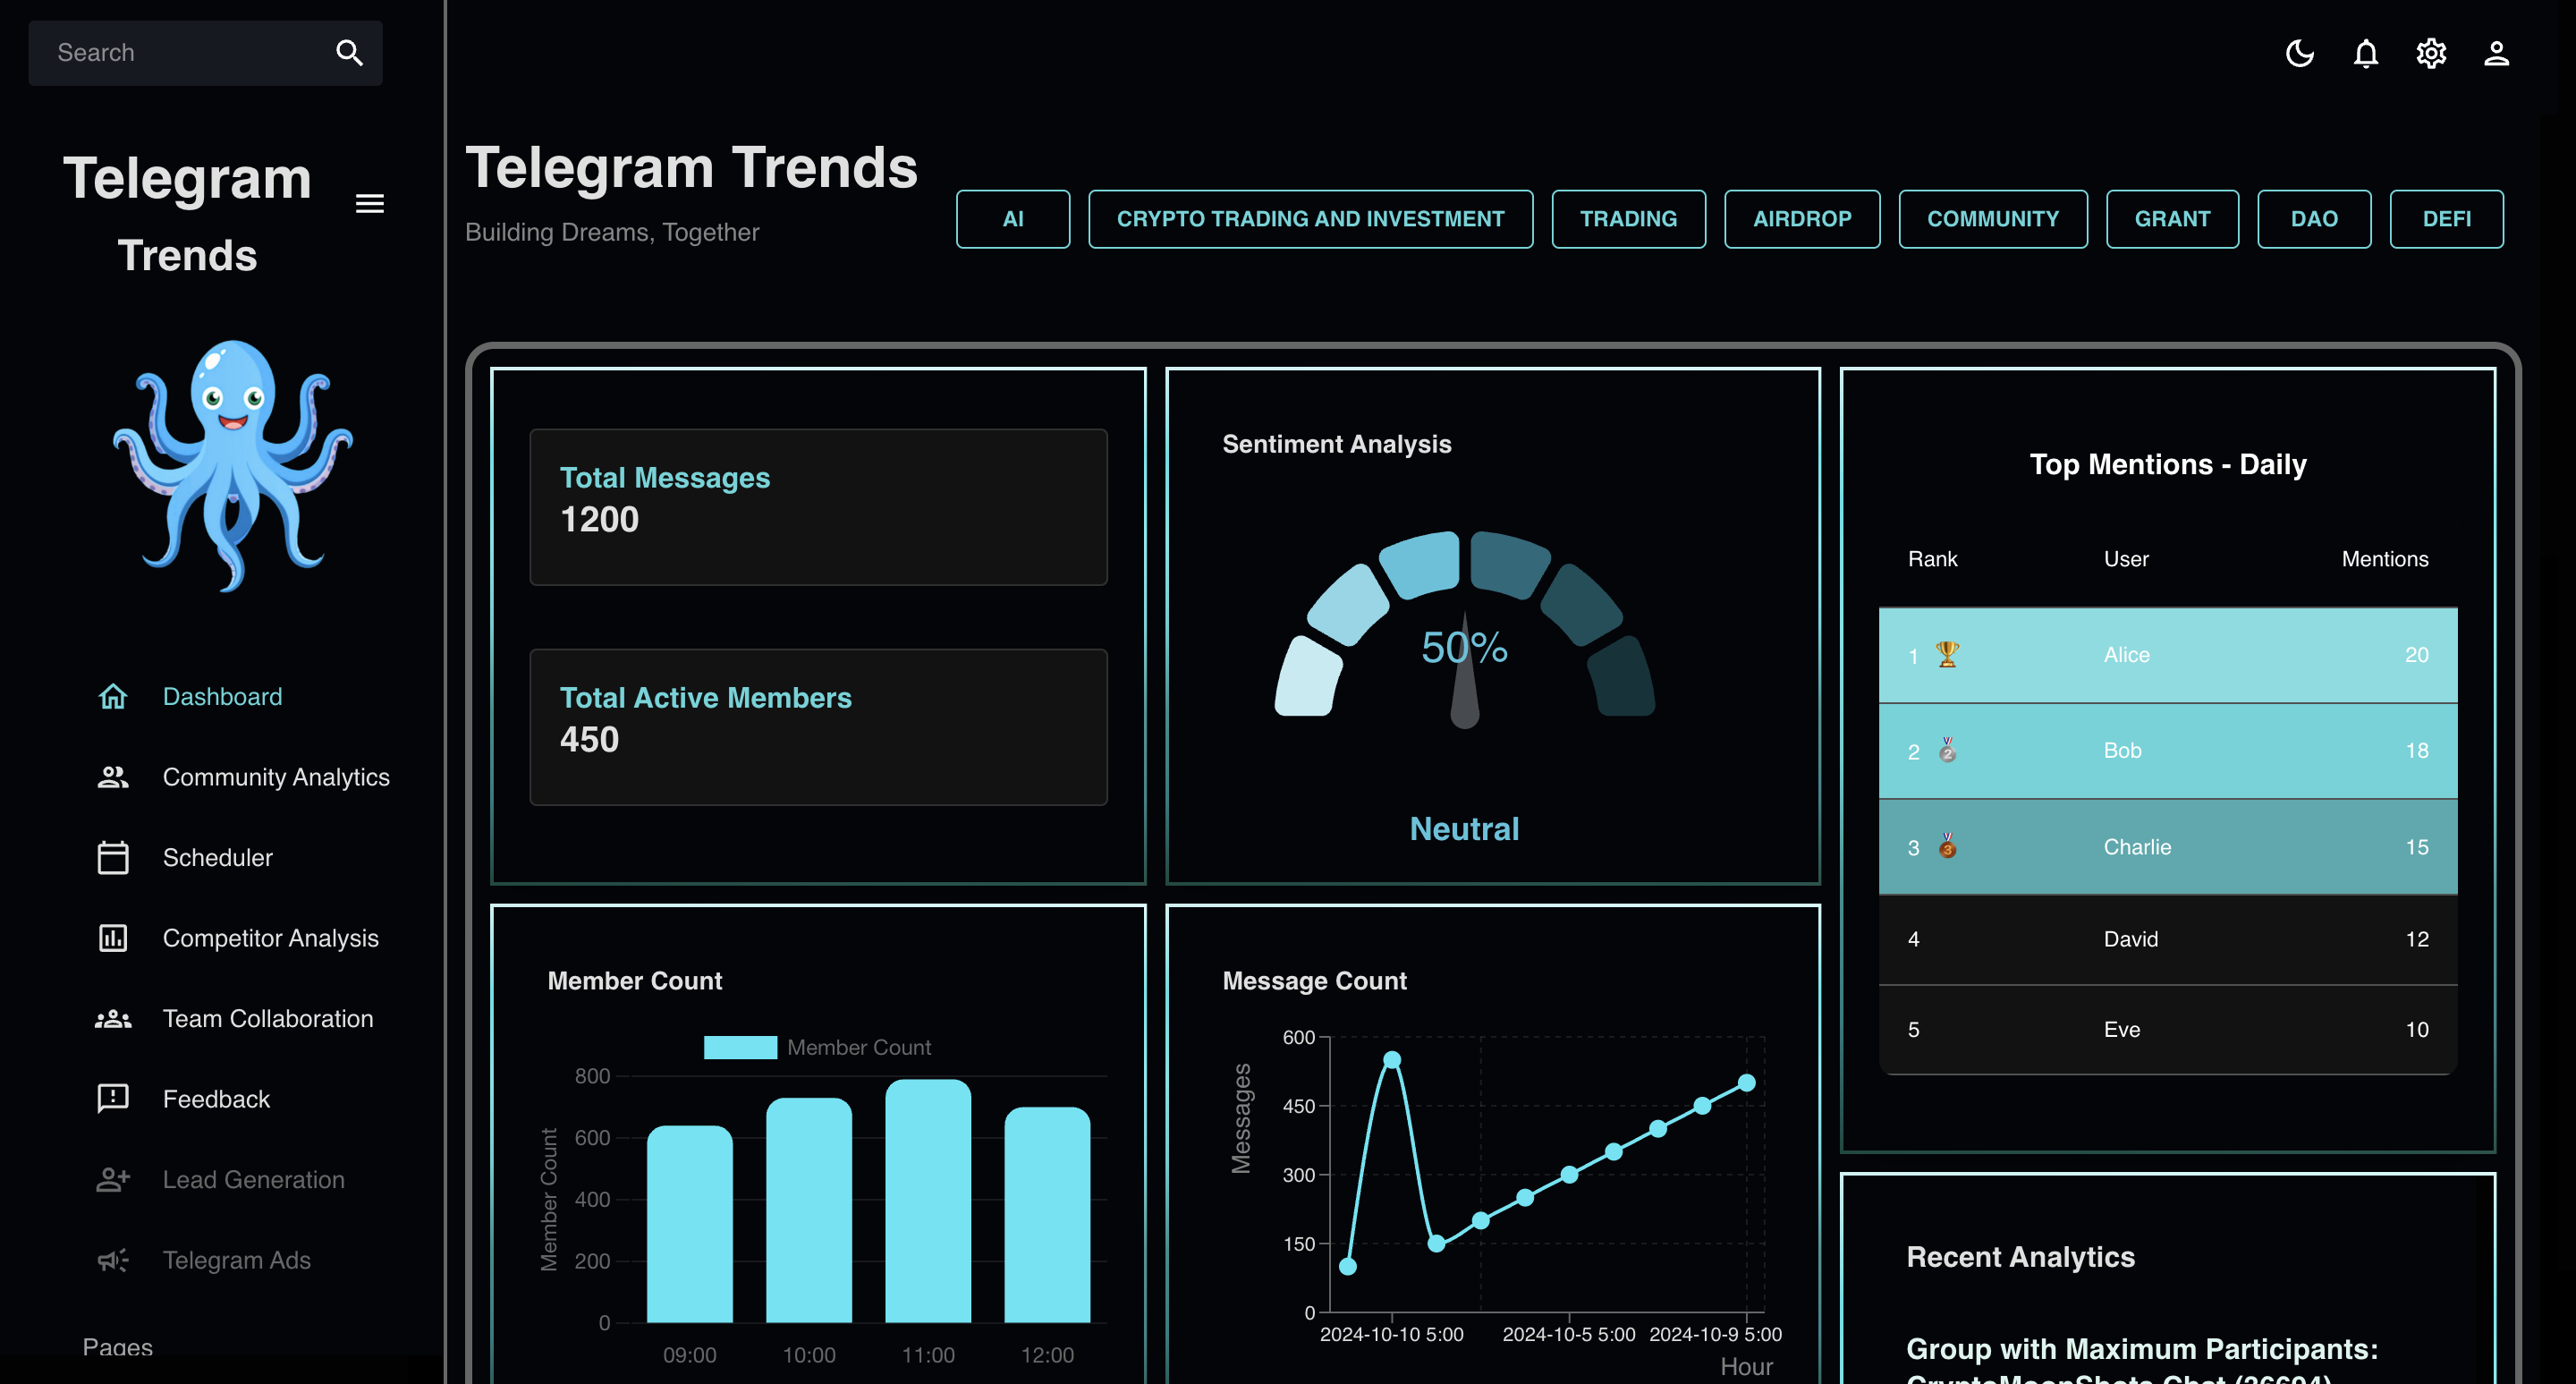 Search
Telegram
Trends
Dashboard
Community Analytics
Scheduler
Competitor Analysis
Team Collaboration
Feedback
Lead Generation
Telegram Ads
Pages
Telegram Trends
Building Dreams, Together
AI
CRYPTO TRADING AND INVESTMENT
TRADING
AIRDROP
COMMUNITY
GRANT
DAO
DEFI
Total Messages
1200
Total Active Members
450
Sentiment Analysis
50%
Neutral
Top Mentions - Daily
Rank User Mentions
1 Alice 20
2 Bob 18
3 Charlie 15
4 David 12
5 Eve 10
Member Count
Member Count
Member Count
800
600
400
200
0
09:00 10:00 11:00 12:00
Message Count
Messages
600
450
300
150
0
2024-10-10 5:00 2024-10-5 5:00 2024-10-9 5:00
Hour
Recent Analytics
Group with Maximum Participants:
CryptoMoonShots Chat (26694)